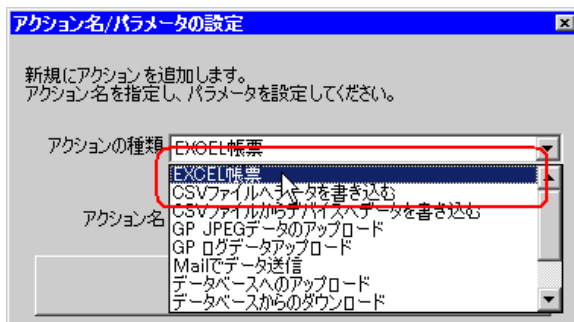 アクション名/パラメータの設定
新規にアクションを追加します。
アクション名を指定し、パラメータを設定してください。
アクションの種類 EXCEL帳票
EXCEL帳票
CSVファイルへデータを書き込む
アクション名 CSVファイルからデバイスへデータを書き込む
GP JPEGデータのアップロード
GP ログデータアップロード
Mailでデータ送信
データベースへのアップロード
データベースからのダウンロード